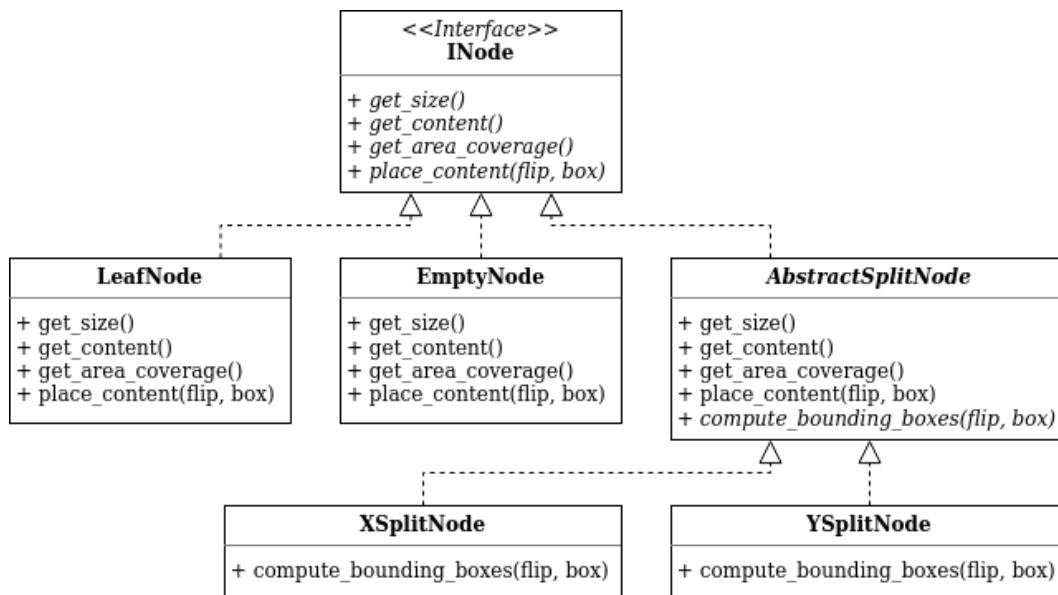 <<Interface>>
INode
+ get_size()
+ get_content()
+ get_area_coverage()
+ place_content(flip, box)
LeafNode
+ get_size()
+ get_content()
+ get_area_coverage()
+ place_content(flip, box)
EmptyNode
+ get_size()
+ get_content()
+ get_area_coverage()
+ place_content(flip, box)
AbstractSplitNode
+ get_size()
+ get_content()
+ get_area_coverage()
+ place_content(flip, box)
+ compute_bounding_boxes(flip, box)
XSplitNode
+ compute_bounding_boxes(flip, box)
YSplitNode
+ compute_bounding_boxes(flip, box)